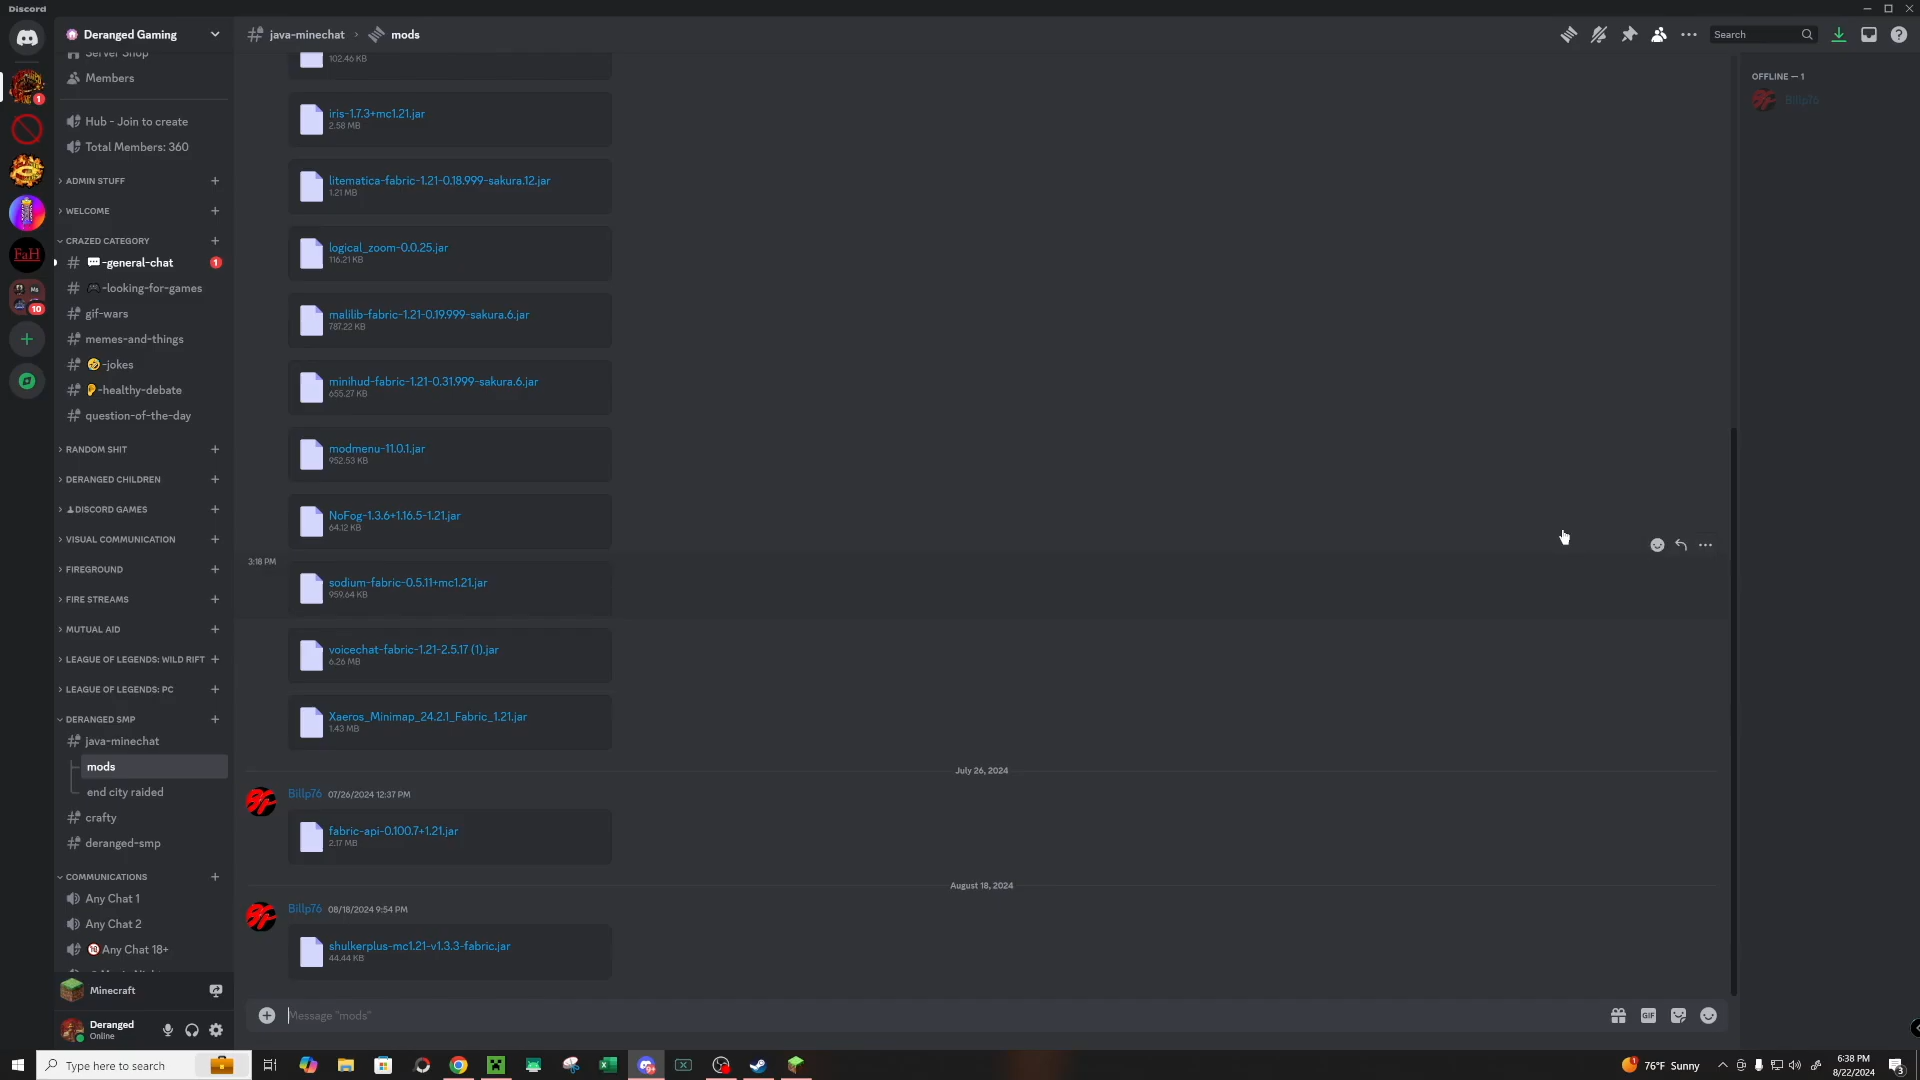 Discord
Deranged Gaming
java-minechat
mods
Search
Server Shop
Members
Hub - Join to create
Total Members: 360
ADMIN STUFF
WELCOME
CRAZED CATEGORY
-general-chat
1
-looking-for-games
gif-wars
memes-and-things
-jokes
-healthy-debate
question-of-the-day
RANDOM SHIT
DERANGED CHILDREN
DISCORD GAMES
VISUAL COMMUNICATION
FIREGROUND
FIRE STREAMS
MUTUAL AID
LEAGUE OF LEGENDS: WILD RIFT
LEAGUE OF LEGENDS: PC
DERANGED SMP
java-minechat
mods
end city raided
crafty
deranged-smp
COMMUNICATIONS
Any Chat 1
Any Chat 2
Any Chat 18+
Minecraft
Deranged
Online
1
FaH
10
102.46 KB
iris-1.7.3+mc1.21.jar
2.58 MB
litematica-fabric-1.21-0.18.999-sakura.12.jar
1.21 MB
logical_zoom-0.0.25.jar
116.21 KB
malilib-fabric-1.21-0.19.999-sakura.6.jar
787.22 KB
minihud-fabric-1.21-0.31.999-sakura.6.jar
655.27 KB
modmenu-11.0.1.jar
952.53 KB
NoFog-1.3.6+1.16.5-1.21.jar
64.12 KB
3:18 PM
sodium-fabric-0.5.11+mc1.21.jar
959.64 KB
voicechat-fabric-1.21-2.5.17 (1).jar
6.26 MB
Xaeros_Minimap_24.2.1_Fabric_1.21.jar
1.43 MB
July 26, 2024
Billp76 07/26/2024 12:37 PM
fabric-api-0.100.7+1.21.jar
2.17 MB
August 18, 2024
Billp76 08/18/2024 9:54 PM
shulkerplus-mc1.21-v1.3.3-fabric.jar
44.44 KB
Message "mods"
GIF
OFFLINE — 1
Billp76
Type here to search
76°F Sunny
6:38 PM
8/22/2024
3